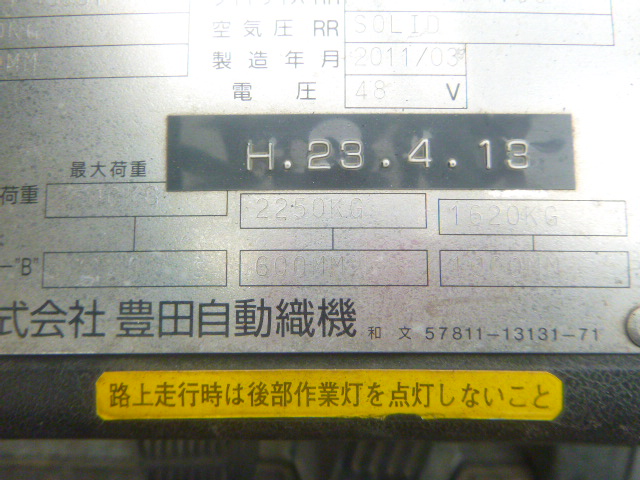 空気圧 RR SOLID
製造年月 2011/03
電圧 48 V
H.23.4.13
最大荷重
荷重 2250KG 1620KG
ー"B" 600MM
式会社 豊田自動織機 和文 57811-13131-71
路上走行時は後部作業灯を点灯しないこと